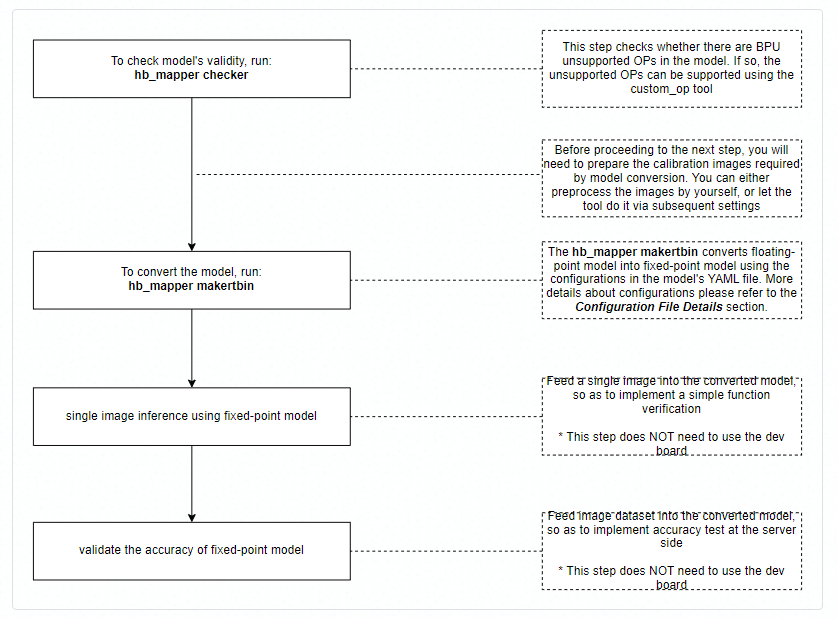 To check model's validity, run:
hb_mapper checker
This step checks whether there are BPU
unsupported OPs in the model. If so, the
unsupported OPs can be supported using the
custom_op tool
Before proceeding to the next step, you will
need to prepare the calibration images required
by model conversion. You can either
preprocess the images by yourself, or let the
tool do it via subsequent settings
To convert the model, run:
hb_mapper makertbin
The hb_mapper makertbin converts floating-
point model into fixed-point model using the
configurations in the model's YAML file. More
details about configurations please refer to the
Configuration File Details section.
single image inference using fixed-point model
Feed a single image into the converted model,
so as to implement a simple function
verification
* This step does NOT need to use the dev
board
validate the accuracy of fixed-point model
Feed image dataset into the converted model,
so as to implement accuracy test at the server
side
* This step does NOT need to use the dev
board